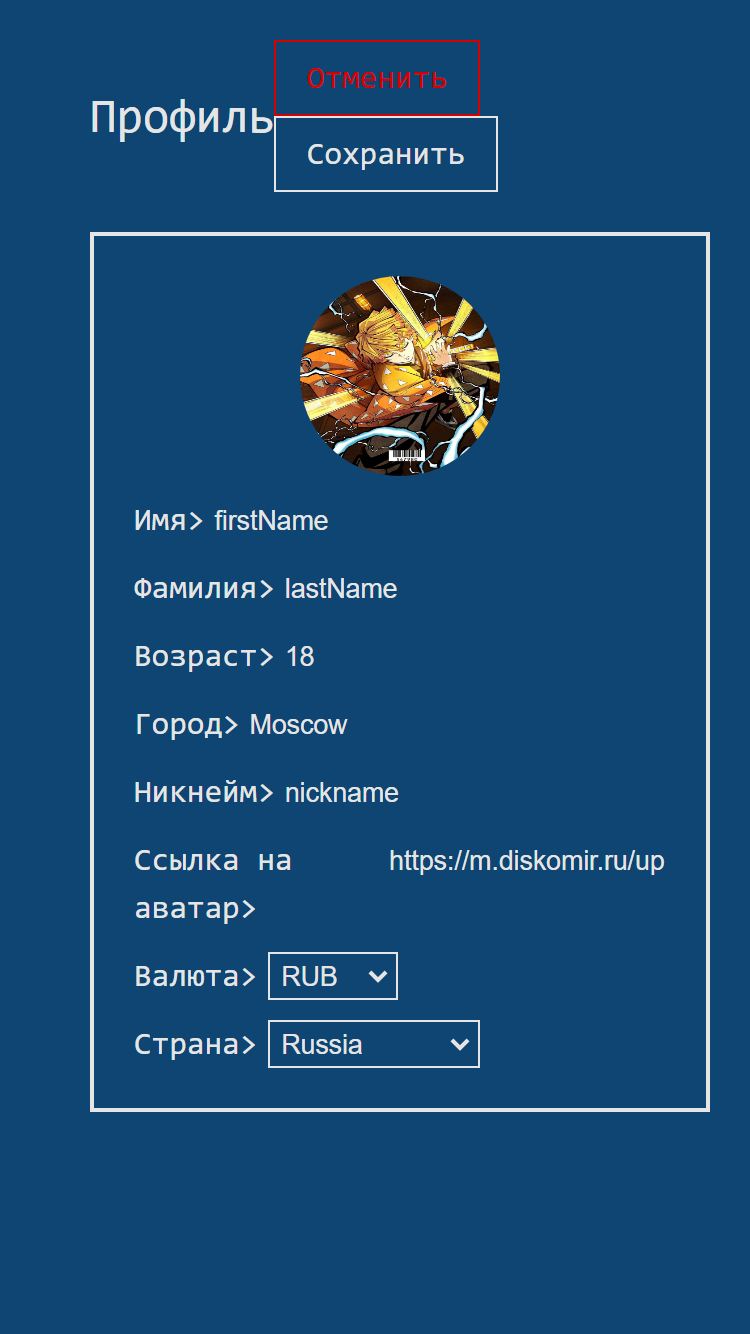 Отменить
Профиль
Сохранить
Имя> firstName
Фамилия> lastName
Возраст> 18
Город> Moscow
Никнейм> nickname
Ссылка на https://m.diskomir.ru/up
аватар>
Валюта> RUB
Страна> Russia